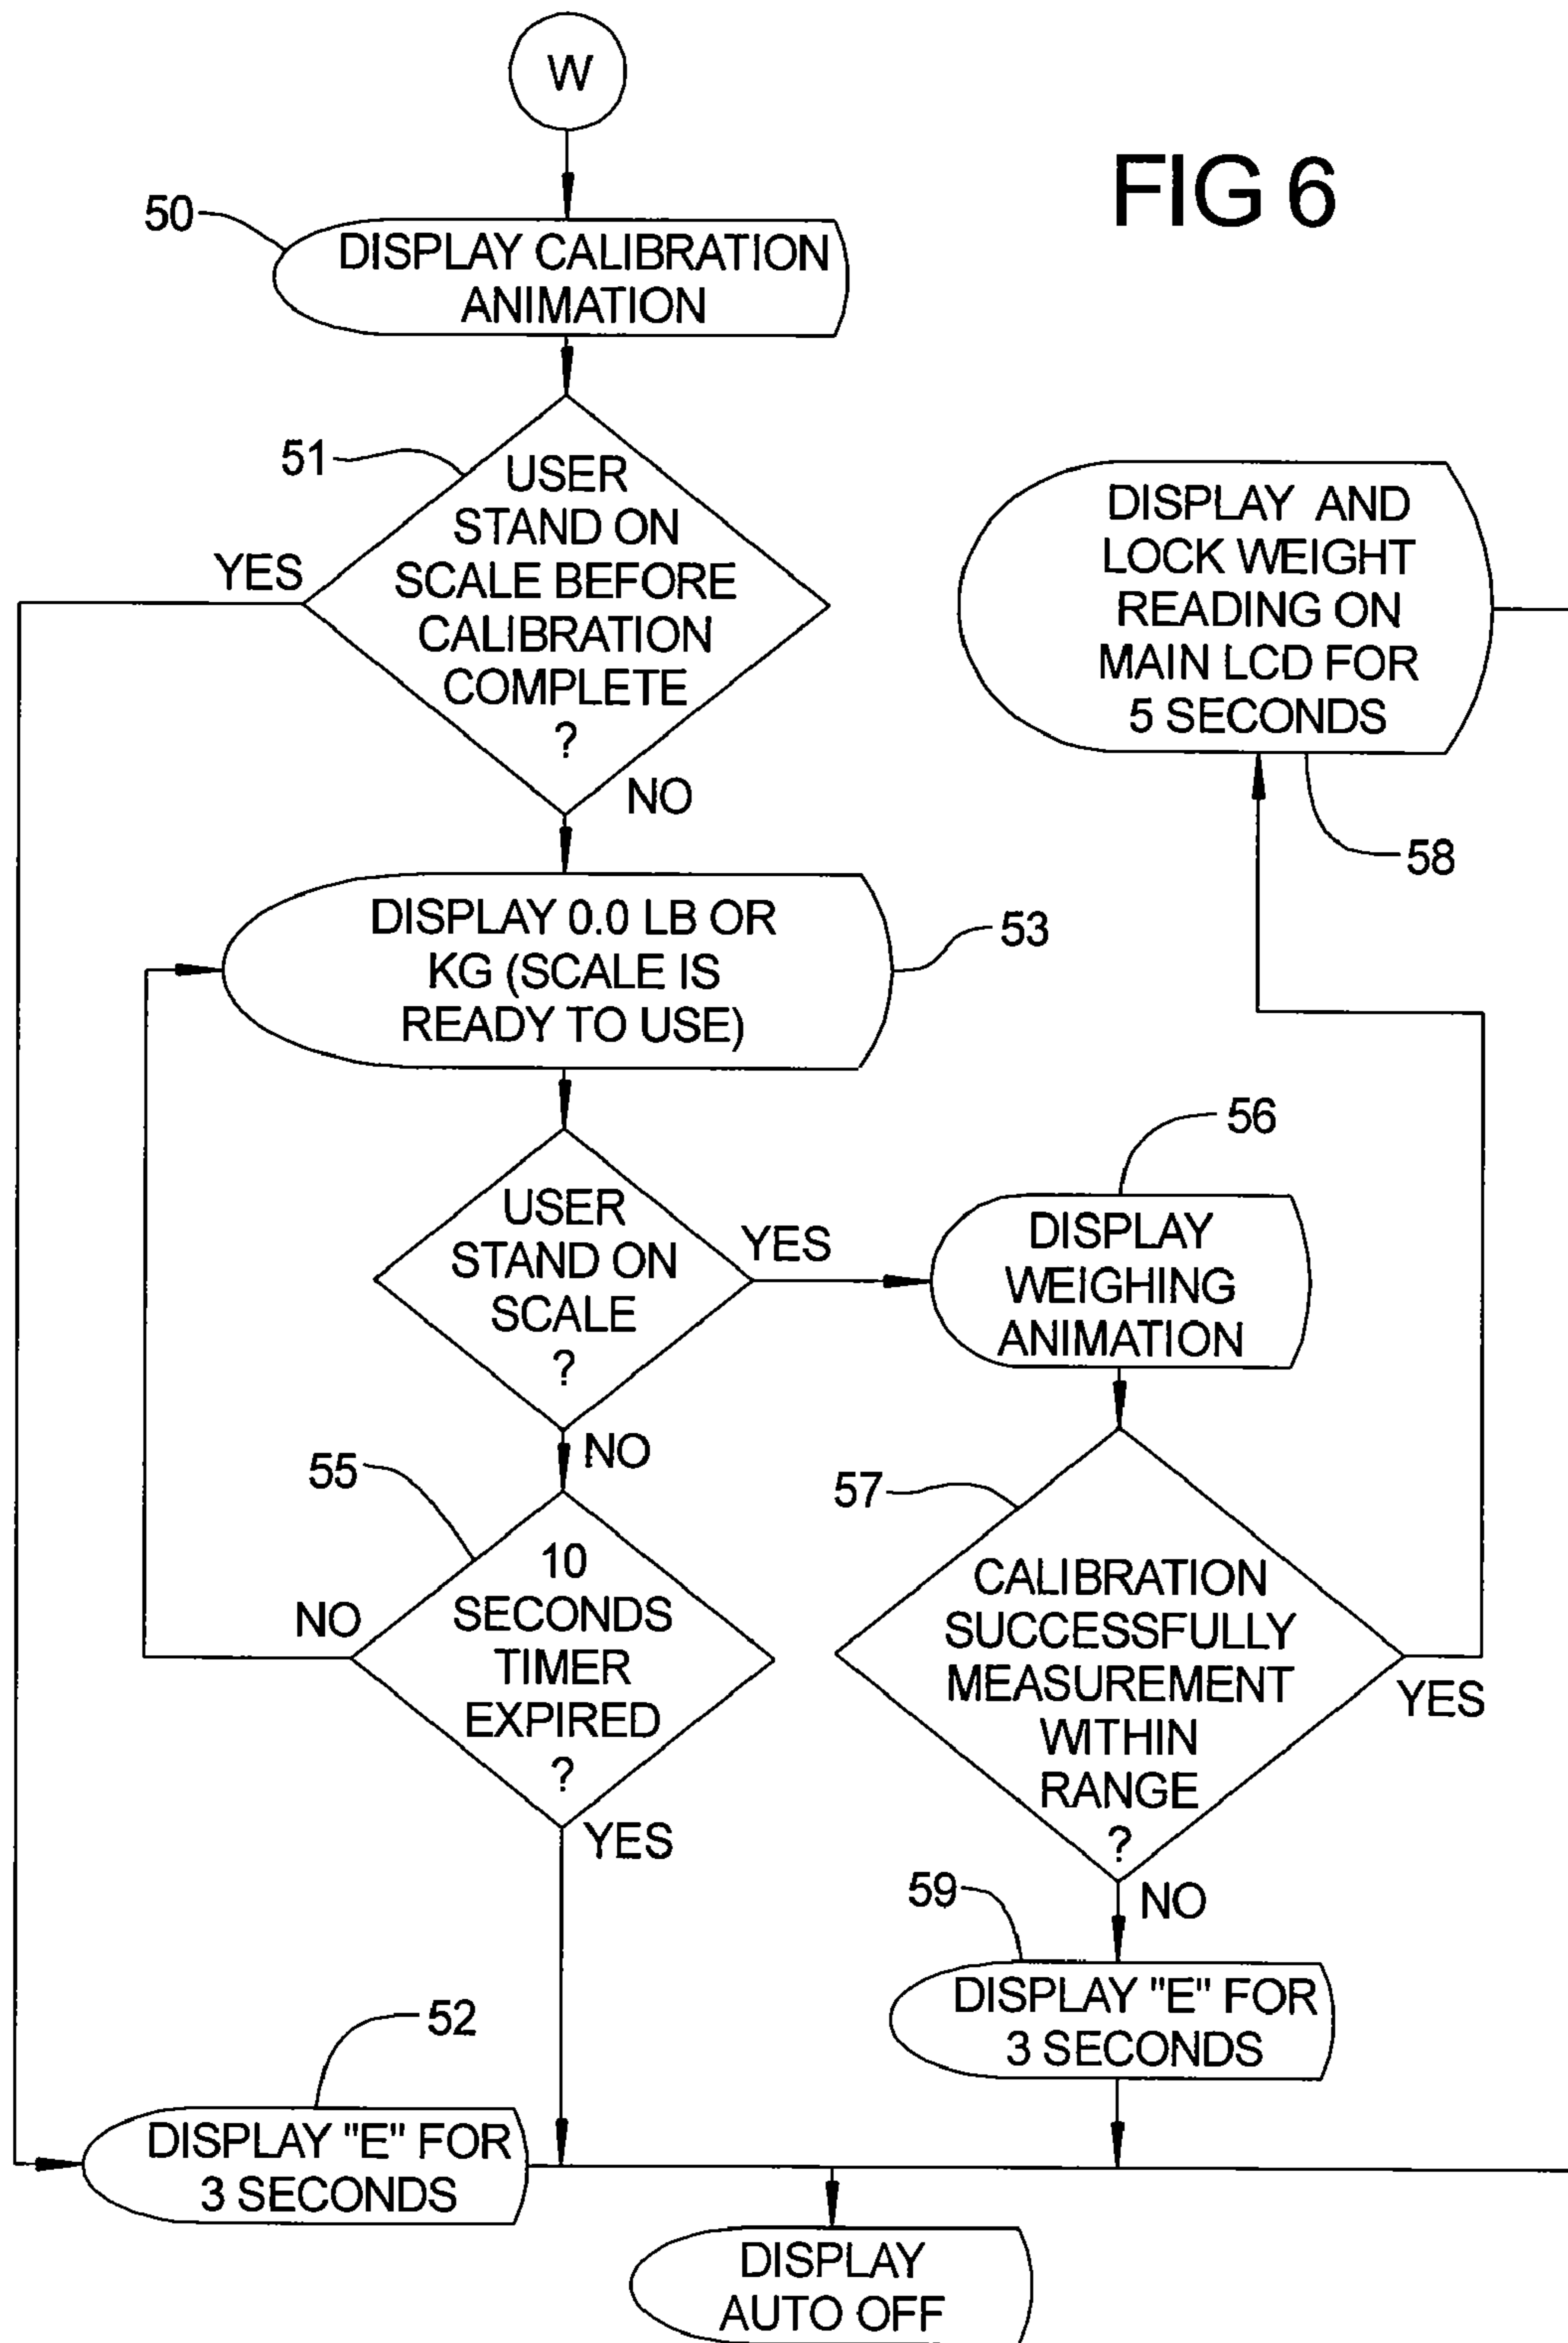 W
FIG 6
50
DISPLAY CALIBRATION
ANIMATION
51
USER
STAND ON
SCALE BEFORE
CALIBRATION
COMPLETE
?
YES
NO
DISPLAY AND
LOCK WEIGHT
READING ON
MAIN LCD FOR
5 SECONDS
58
DISPLAY 0.0 LB OR
KG (SCALE IS
READY TO USE)
53
USER
STAND ON
SCALE
?
YES
NO
56
DISPLAY
WEIGHING
ANIMATION
55
10
SECONDS
TIMER
EXPIRED
?
NO
YES
57
CALIBRATION
SUCCESSFULLY
MEASUREMENT
WITHIN
RANGE
?
YES
NO
59
DISPLAY "E" FOR
3 SECONDS
52
DISPLAY "E" FOR
3 SECONDS
DISPLAY
AUTO OFF